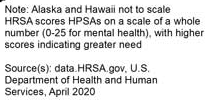 Note: Alaska and Hawaii not to scale
HRSA scores HPSAs on a scale of a whole
number (0-25 for mental health), with higher
scores indicating greater need
Source(s): data.HRSA.gov, U.S.
Department of Health and Human
Services, April 2020